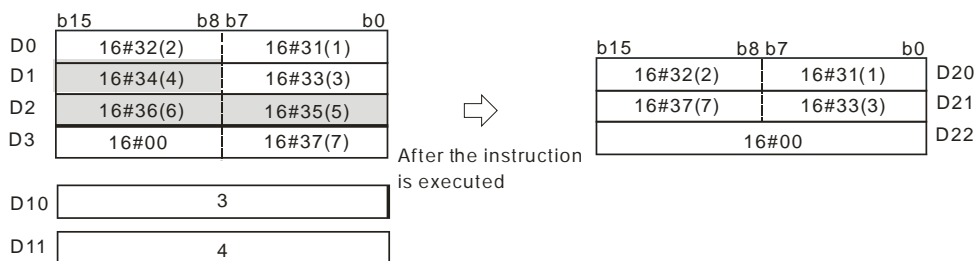 b15 b8 b7 b0
D0 16#32(2) 16#31(1)
D1 16#34(4) 16#33(3)
D2 16#36(6) 16#35(5)
D3 16#00 16#37(7)
D10 3
D11 4
After the instruction
is executed
b15 b8 b7 b0
16#32(2) 16#31(1) D20
16#37(7) 16#33(3) D21
16#00 D22